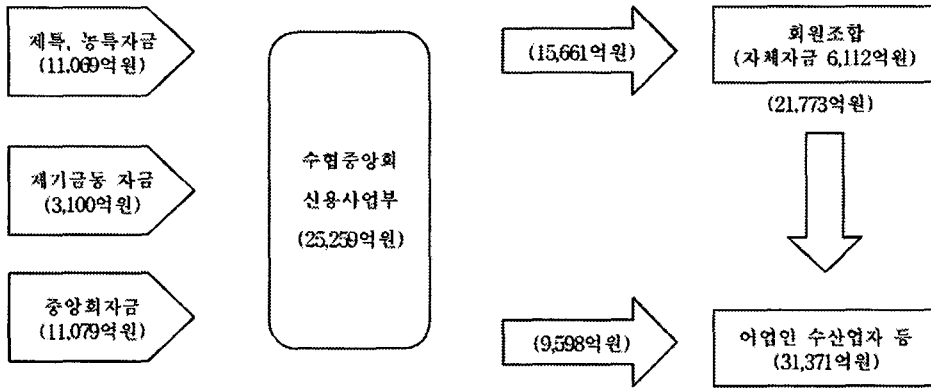 제특, 농특자금
(11,069억원)
제기금동 자금
(3,100억원)
중앙회자금
(11,079억원)
수협중앙회
신용사업부
(25,259억원)
(15,661억원)
(9,598억원)
회원조합
(자체자금 6,112억원)
(21,773억원)
어업인 수산업자 등
(31,371억원)